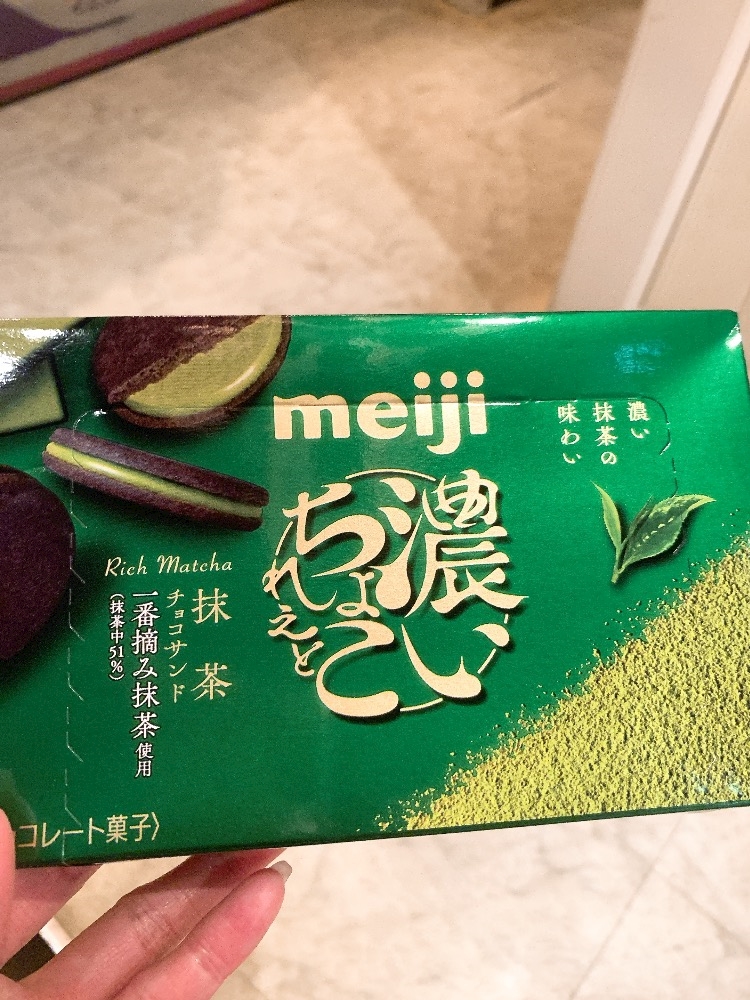 meiji
濃い
抹茶の
味わい
濃い
ちょこ
れえと
Rich Matcha
抹茶
チョコサンド
一番摘み抹茶使用
(抹茶中51%)
コレート菓子〉